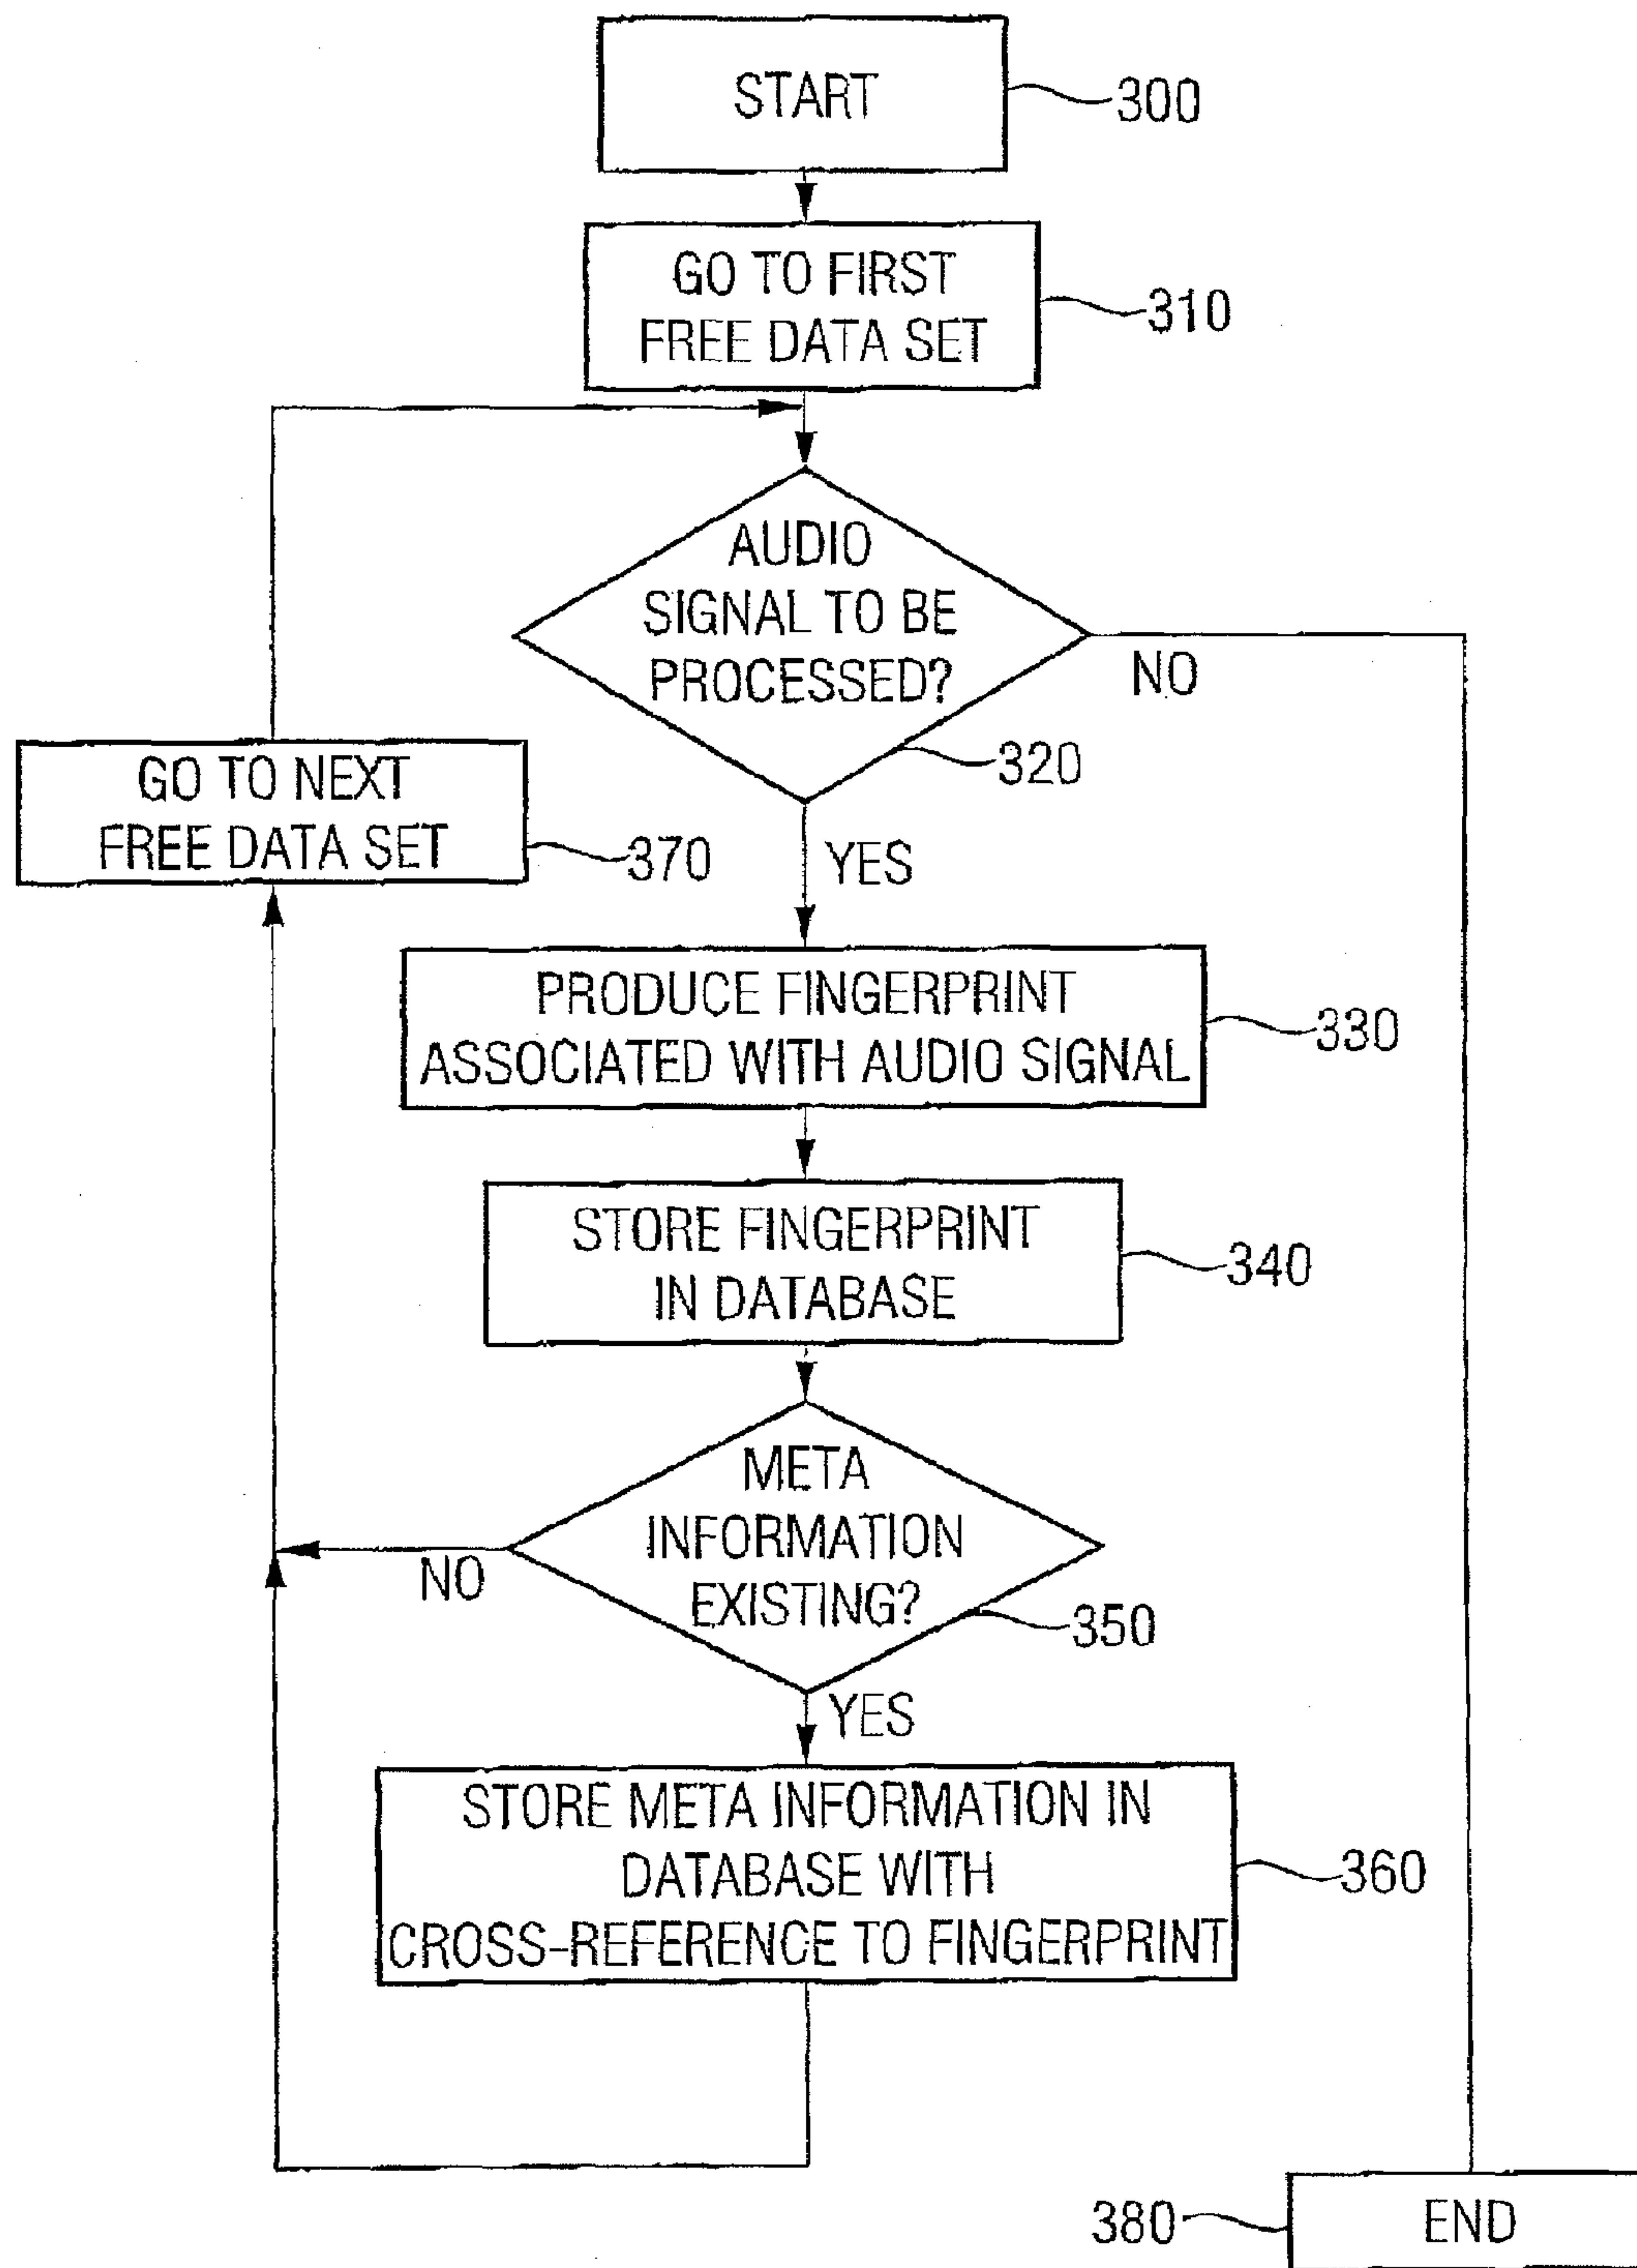 START
300
GO TO FIRST
FREE DATA SET
310
AUDIO
SIGNAL TO BE
PROCESSED?
NO
320
GO TO NEXT
FREE DATA SET
370
YES
PRODUCE FINGERPRINT
ASSOCIATED WITH AUDIO SIGNAL
330
STORE FINGERPRINT
IN DATABASE
340
META
INFORMATION
EXISTING?
NO
350
YES
STORE META INFORMATION IN
DATABASE WITH
CROSS-REFERENCE TO FINGERPRINT
360
380
END